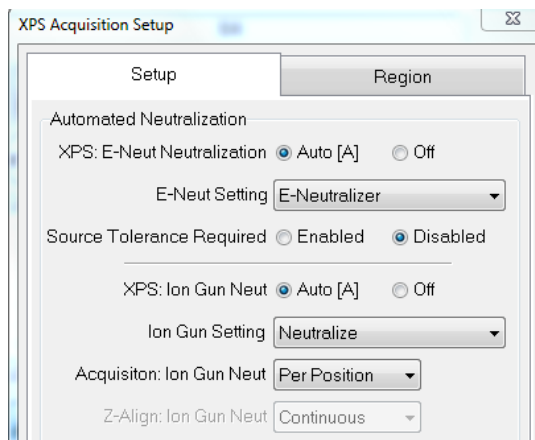 XPS Acquisition Setup
Setup Region
Automated Neutralization
XPS: E-Neut Neutralization Auto [A] Off
E-Neut Setting E-Neutralizer
Source Tolerance Required Enabled Disabled
XPS: Ion Gun Neut Auto [A] Off
Ion Gun Setting Neutralize
Acquisiton: Ion Gun Neut Per Position
Z-Align: Ion Gun Neut Continuous